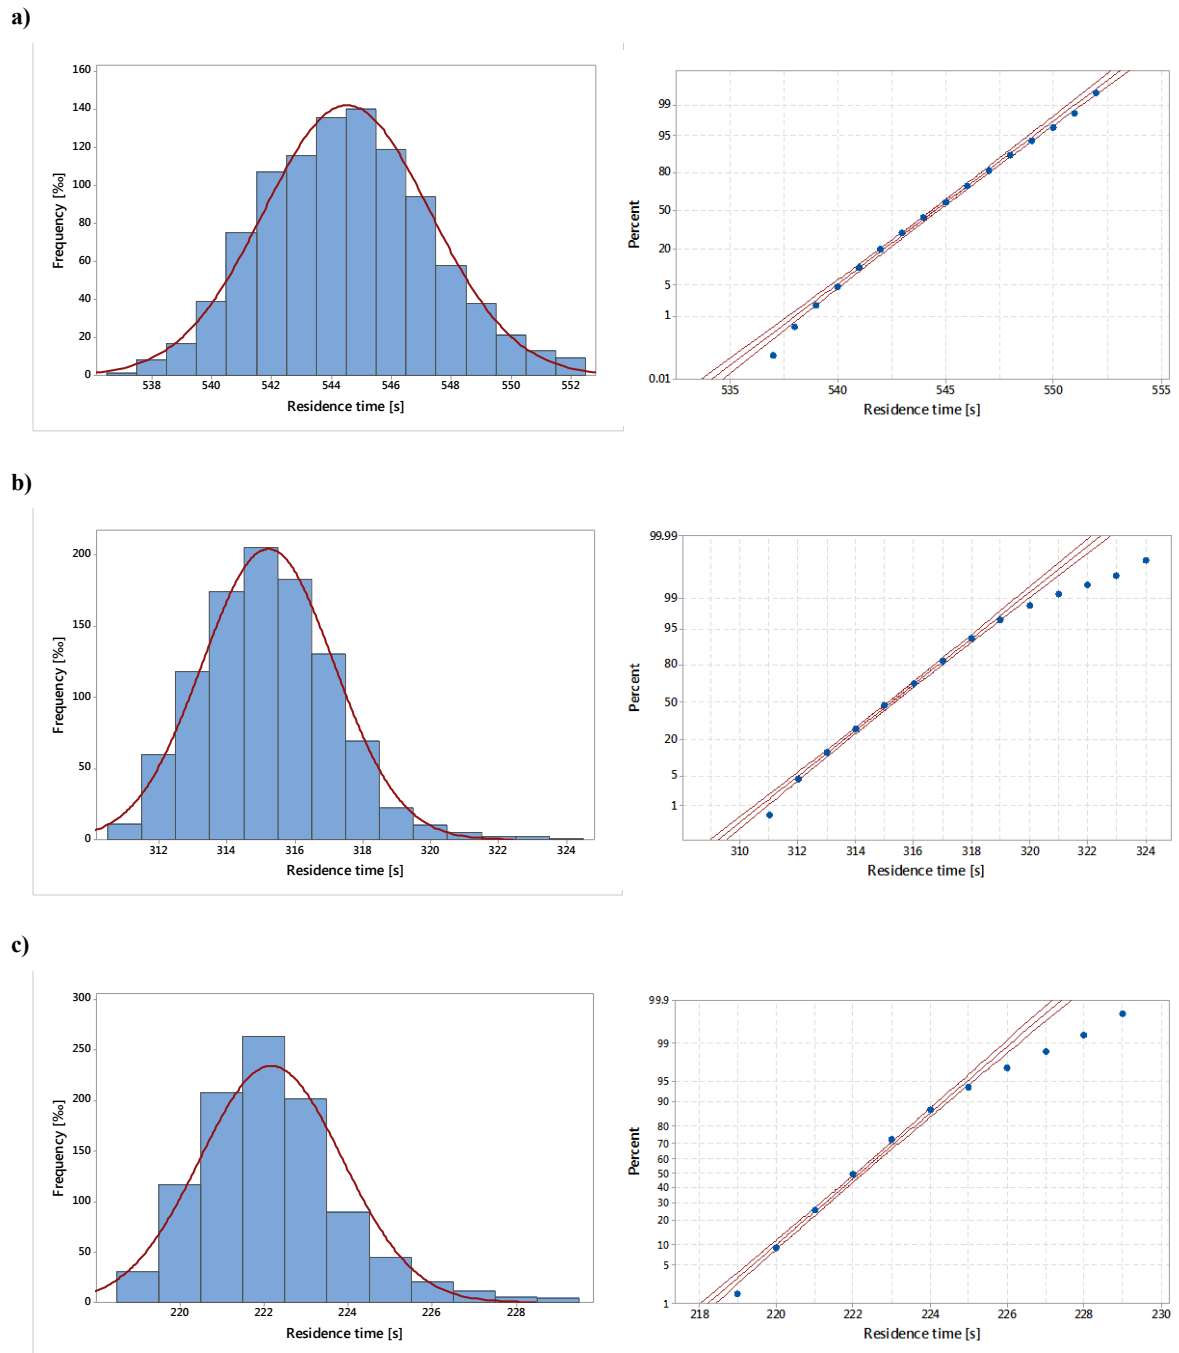 a)
160
140
120
100
80
60
40
20
0
Frequency [‰]
538 540 542 544 546 548 550 552
Residence time [s]
99
95
80
50
20
5
1
0.01
Percent
535 540 545 550 555
Residence time [s]
b)
200
150
100
50
0
Frequency [‰]
312 314 316 318 320 322 324
Residence time [s]
99.99
99
95
80
50
20
5
1
Percent
310 312 314 316 318 320 322 324
Residence time [s]
c)
300
250
200
150
100
50
0
Frequency [‰]
220 222 224 226 228
Residence time [s]
99.9
99
95
90
80
70
60
50
40
30
20
10
5
1
Percent
218 220 222 224 226 228 230
Residence time [s]